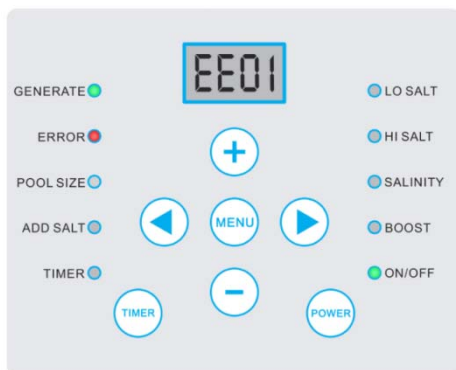 EE01
GENERATE
ERROR
POOL SIZE
ADD SALT
TIMER
LO SALT
HI SALT
SALINITY
BOOST
ON/OFF
+
MENU
−
TIMER
POWER